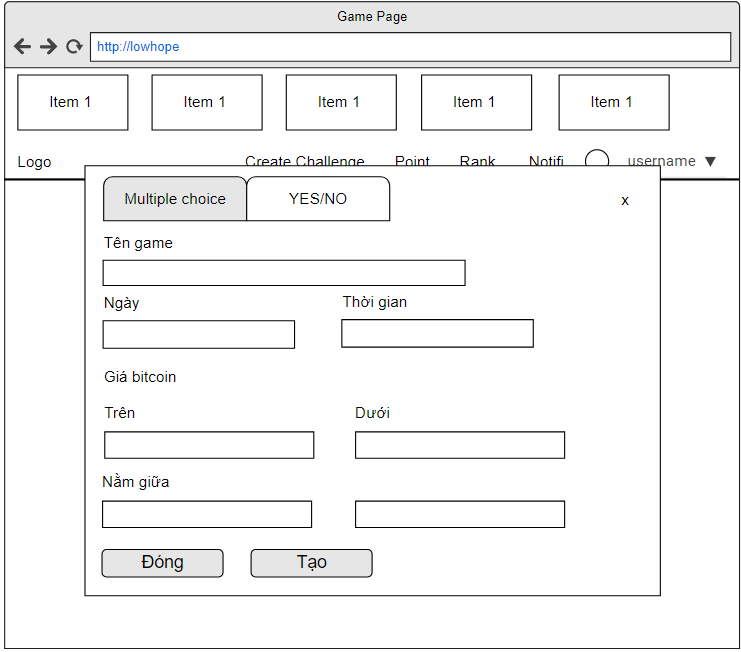 Game Page
http://lowhope
Item 1 Item 1 Item 1 Item 1 Item 1
Logo Create Challenge Point Rank Notifi username ▼
Multiple choice YES/NO x
Tên game
Ngày Thời gian
Giá bitcoin
Trên Dưới
Nằm giữa
Đóng Tạo